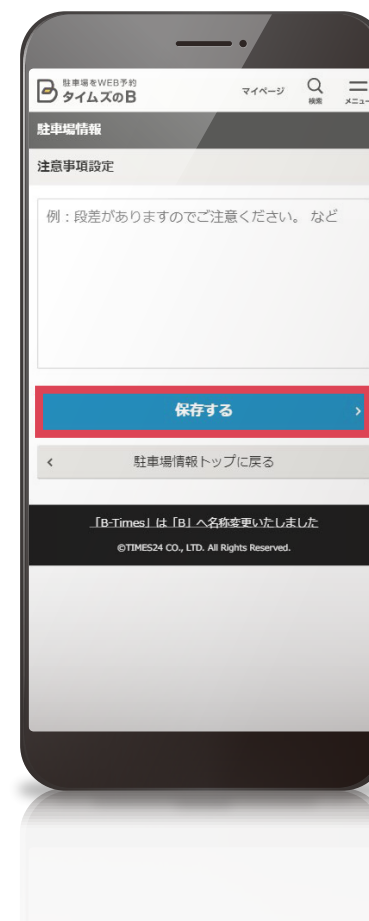 駐車場をWEB予約
タイムズのB
マイページ
検索
メニュー
駐車場情報
注意事項設定
例：段差がありますのでご注意ください。 など
保存する
駐車場情報トップに戻る
「B-Times」は「B」へ名称変更いたしました
©TIMES24 CO., LTD. All Rights Reserved.